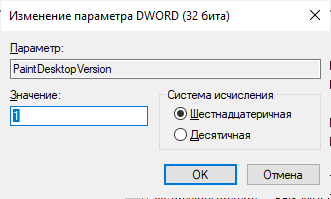 Изменение параметра DWORD (32 бита)
Параметр:
PaintDesktopVersion
Значение:
1
Система исчисления
Шестнадцатеричная
Десятичная
OK
Отмена